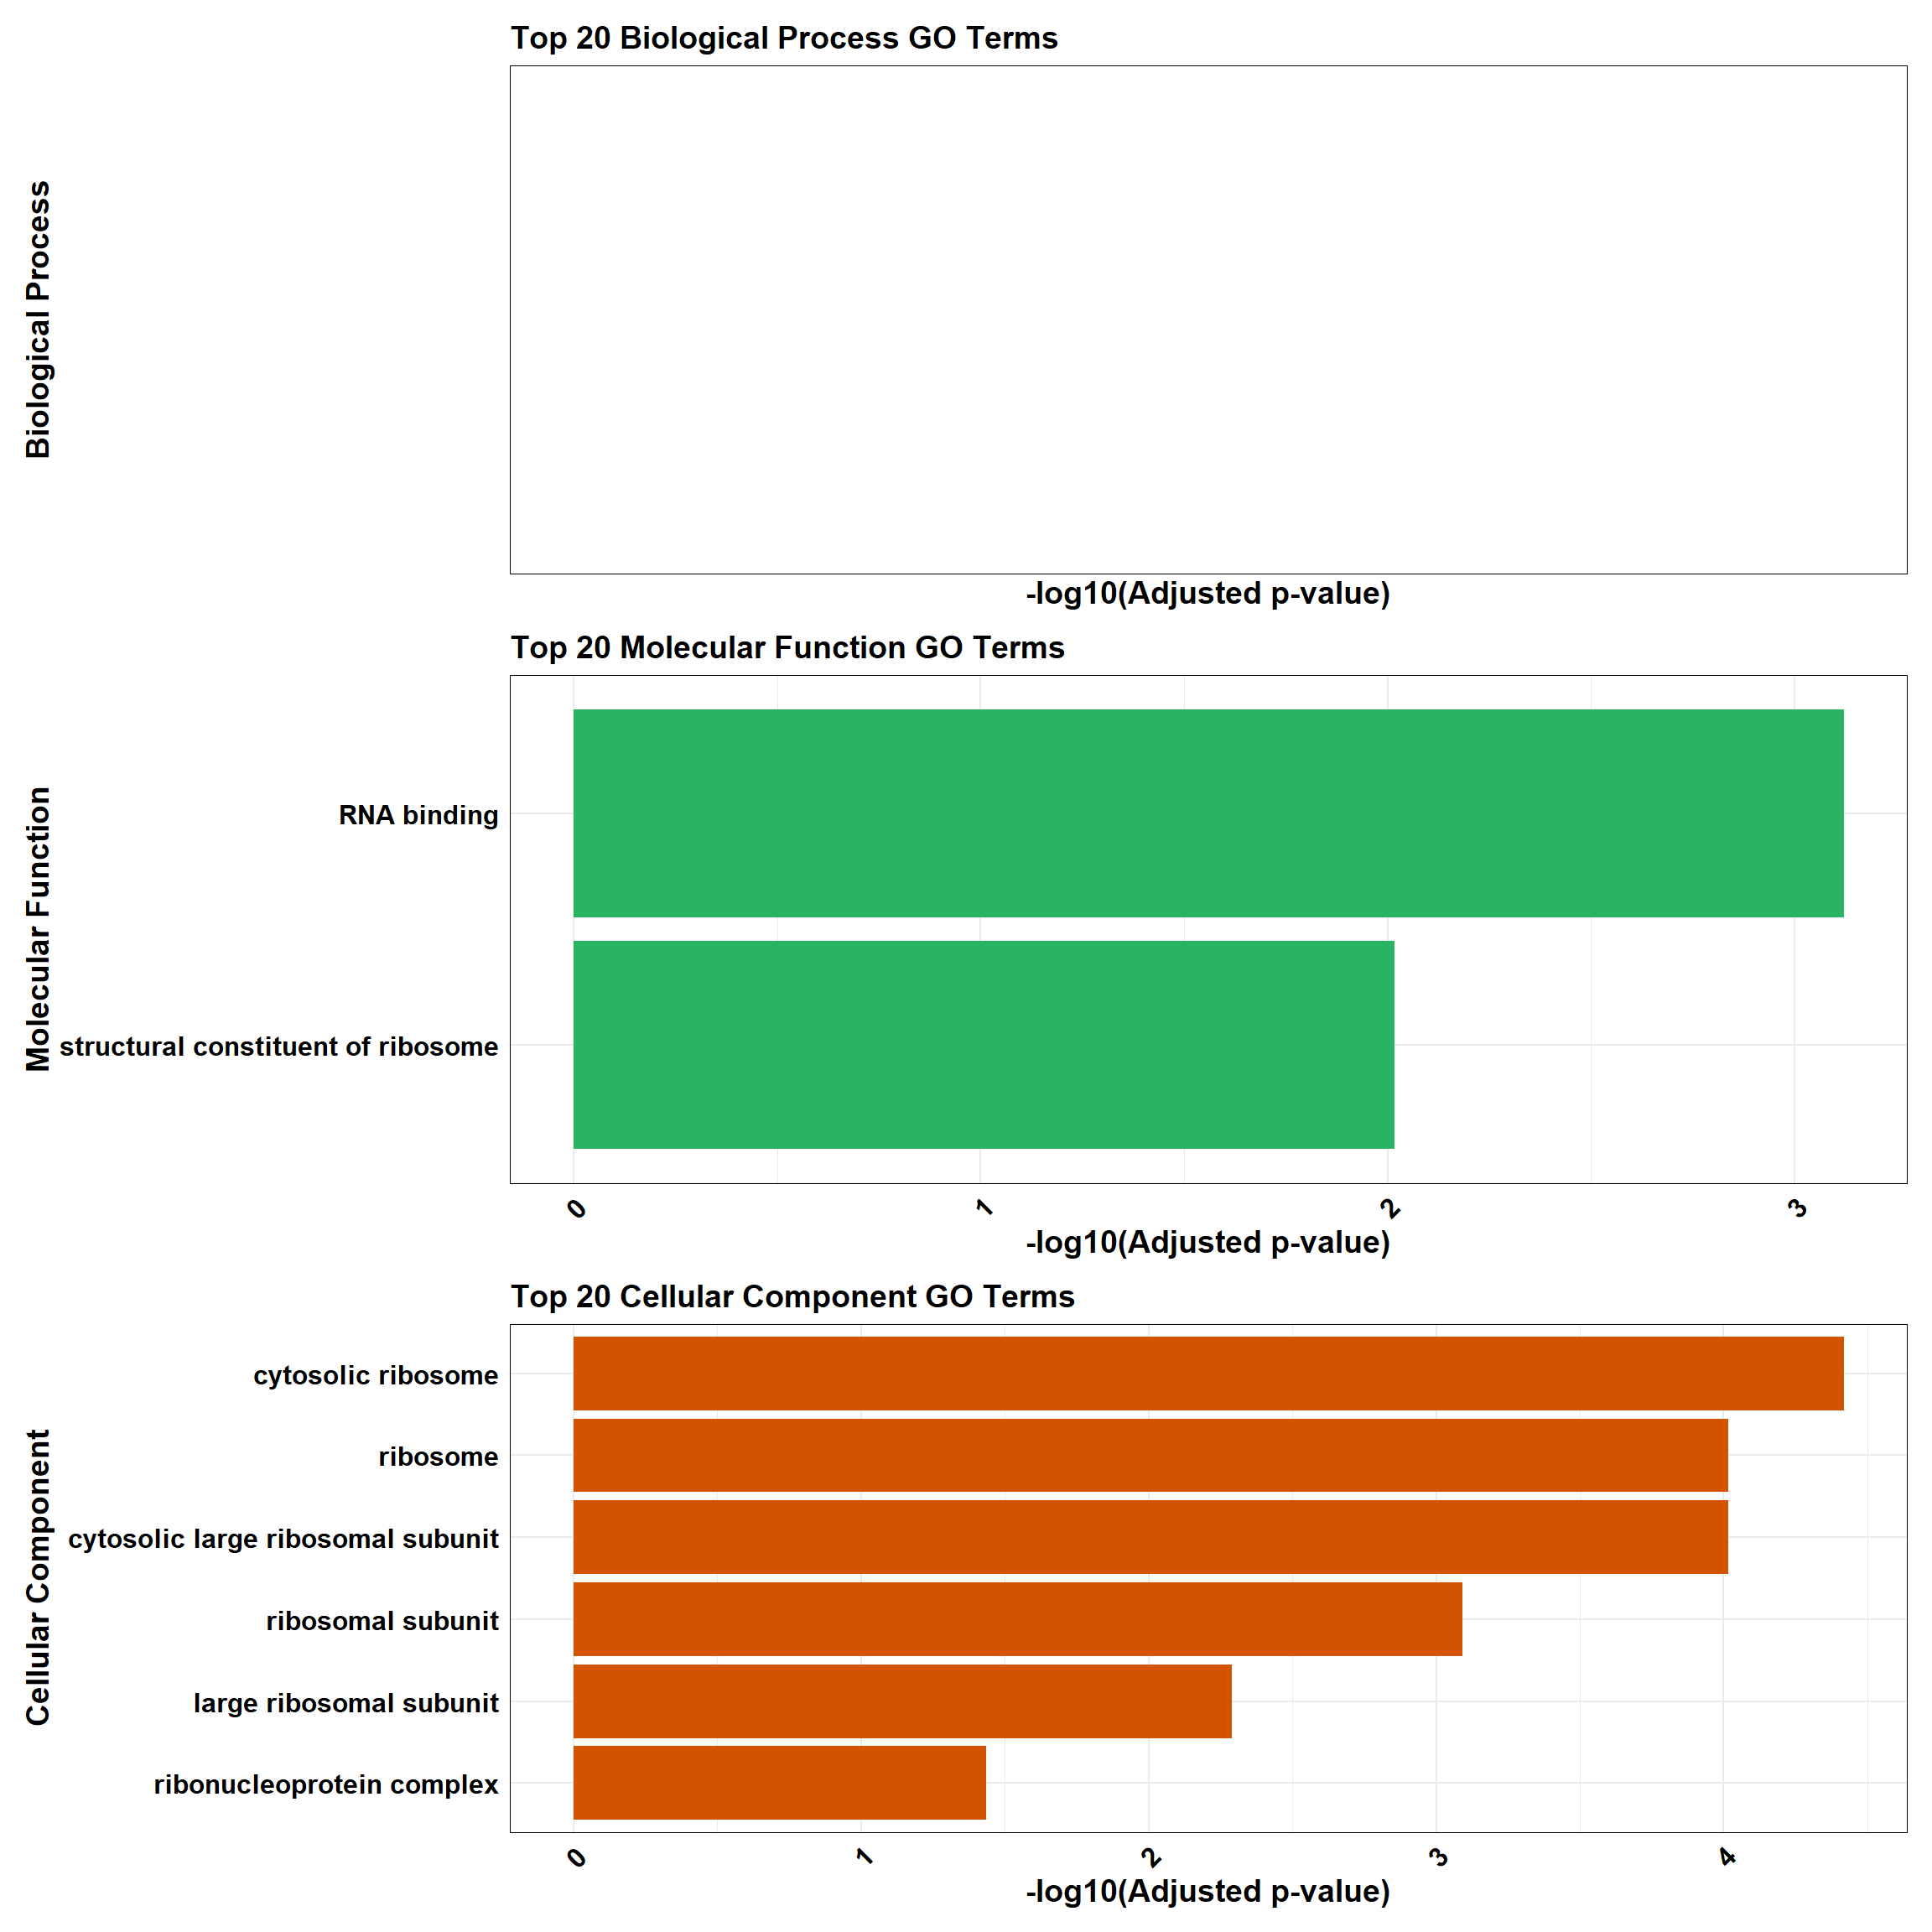 Top 20 Biological Process GO Terms
Biological Process
-log10(Adjusted p-value)
Top 20 Molecular Function GO Terms
Molecular Function
RNA binding
structural constituent of ribosome
0 1 2 3
-log10(Adjusted p-value)
Top 20 Cellular Component GO Terms
Cellular Component
cytosolic ribosome
ribosome
cytosolic large ribosomal subunit
ribosomal subunit
large ribosomal subunit
ribonucleoprotein complex
0 1 2 3 4
-log10(Adjusted p-value)